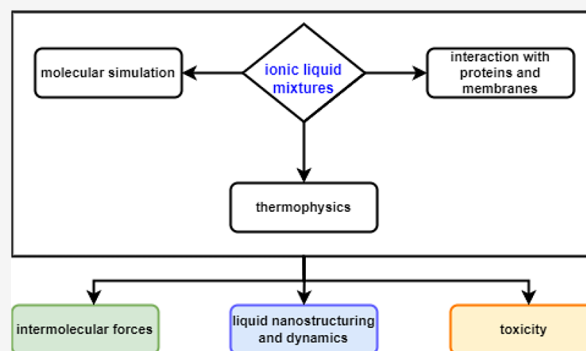 molecular simulation
ionic liquid
mixtures
interaction with
proteins and
membranes
thermophysics
intermolecular forces
liquid nanostructuring
and dynamics
toxicity